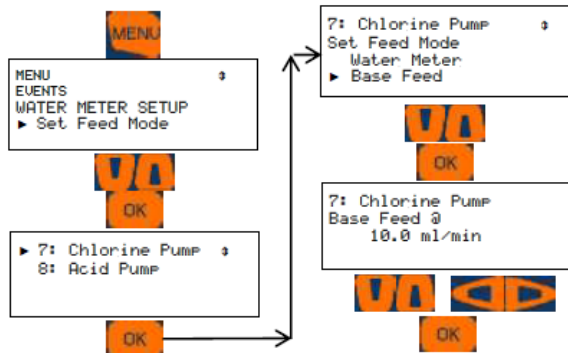 MENU
MENU ⇕
EVENTS
WATER METER SETUP
► Set Feed Mode
OK
► 7: Chlorine Pump ⇕
8: Acid Pump
OK
7: Chlorine Pump ⇕
Set Feed Mode
Water Meter
► Base Feed
OK
7: Chlorine Pump
Base Feed @
10.0 ml/min
OK